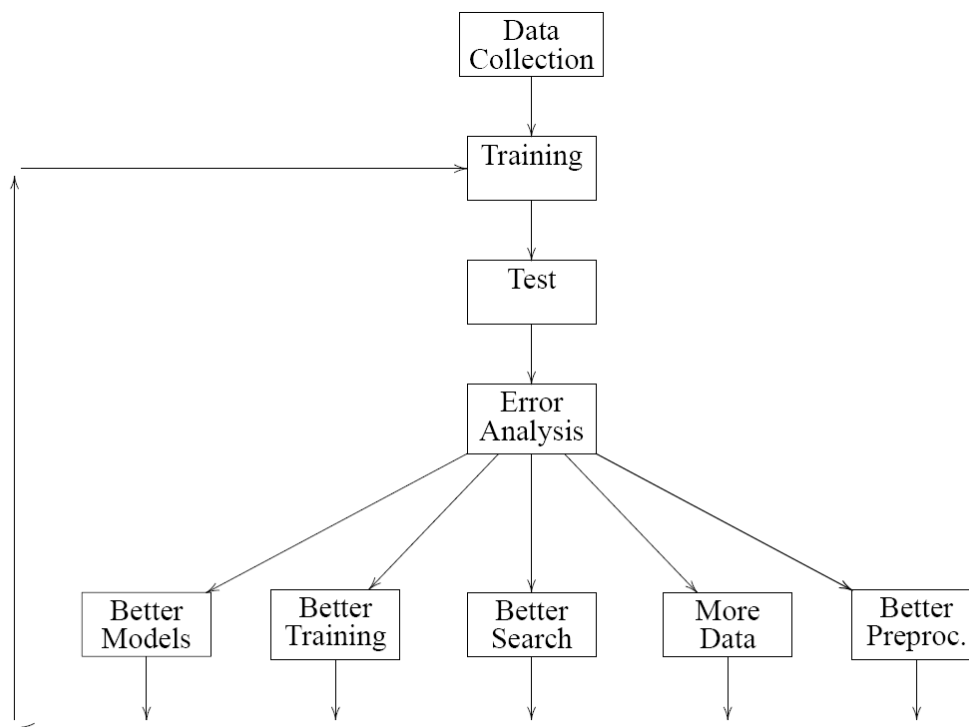 Data
Collection
Training
Test
Error
Analysis
Better
Models
Better
Training
Better
Search
More
Data
Better
Preproc.